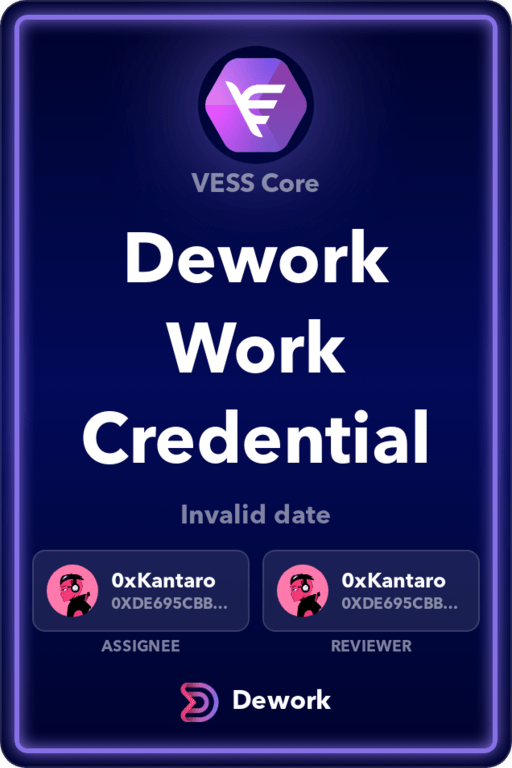 VESS Core
Dework
Work
Credential
Invalid date
0xKantaro
0XDE695CBB...
0xKantaro
0XDE695CBB...
ASSIGNEE
REVIEWER
Dework